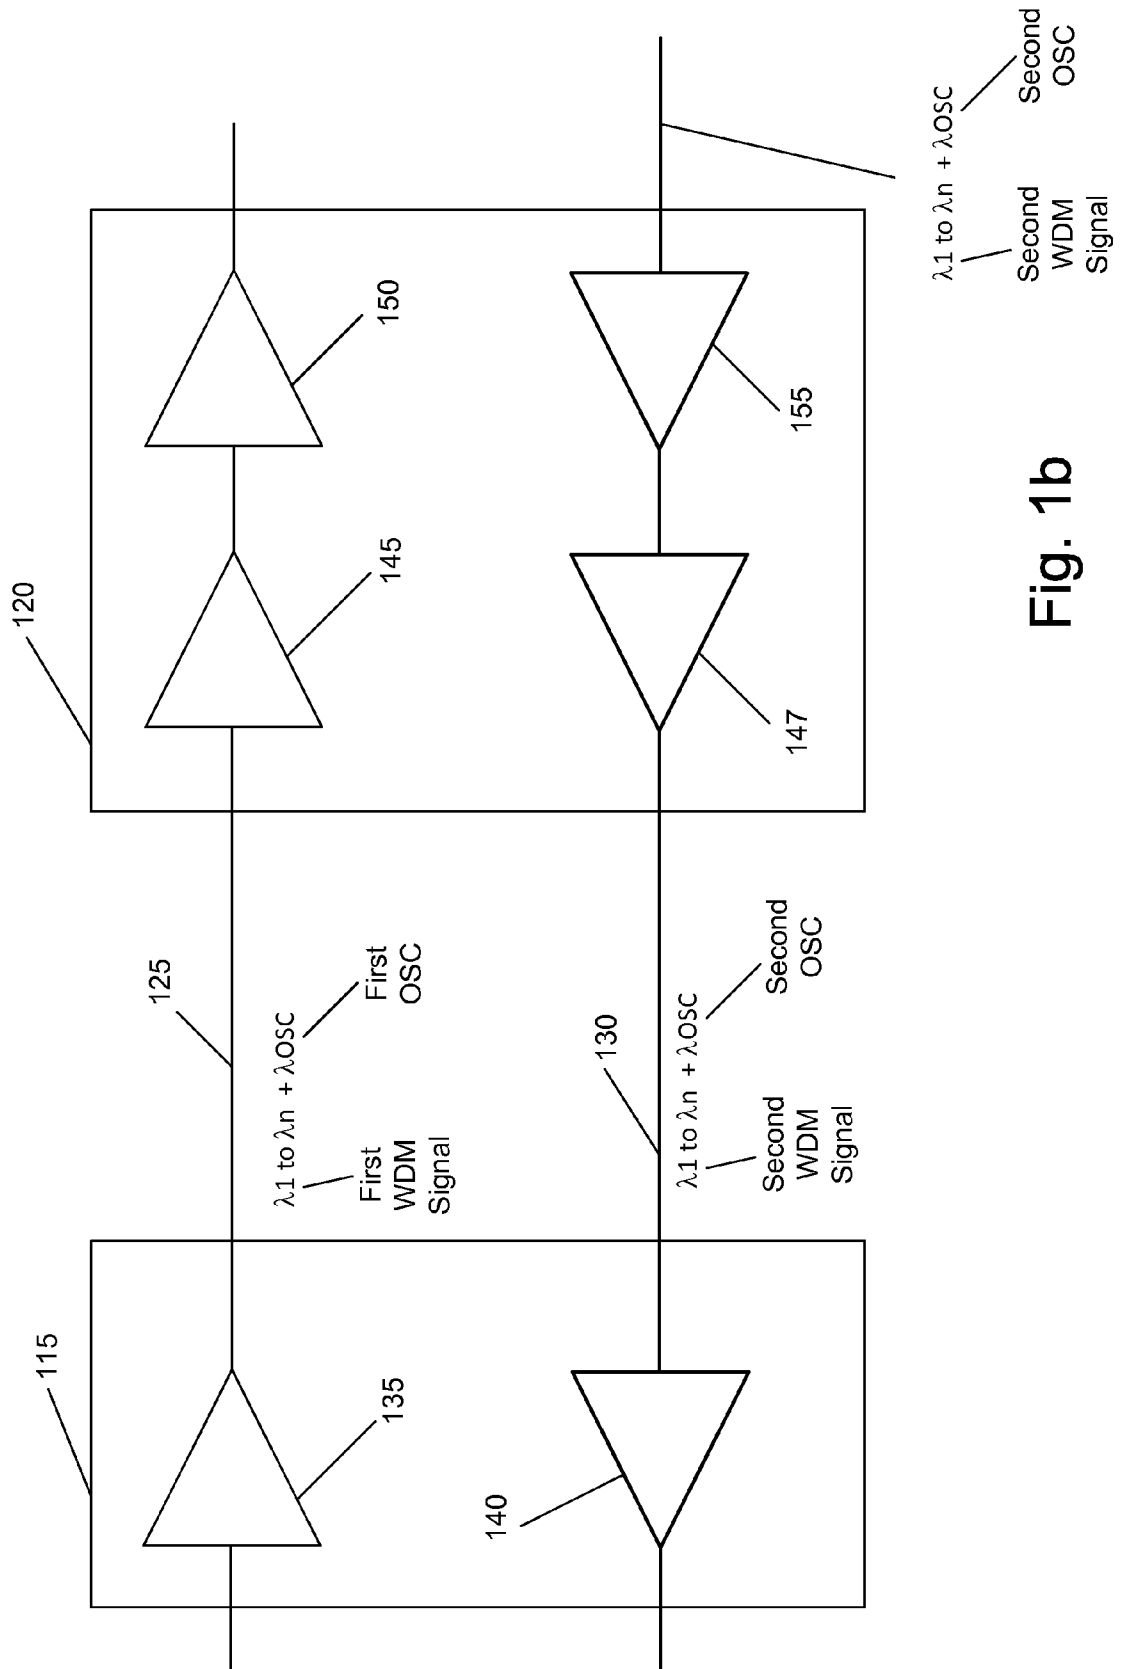 115
120
135
145
150
125
λ1 to λn + λOSC
First
WDM
Signal
First
OSC
140
130
λ1 to λn + λOSC
Second
WDM
Signal
Second
OSC
147
155
λ1 to λn + λOSC
Second
WDM
Signal
Second
OSC
Fig. 1b